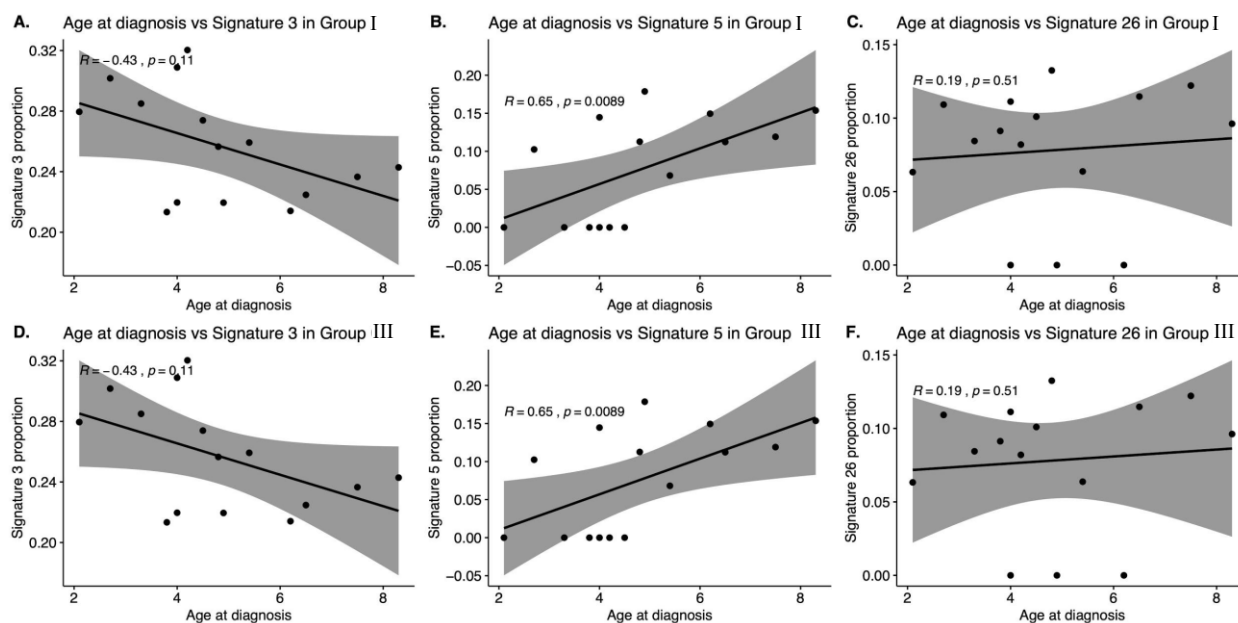 A. Age at diagnosis vs Signature 3 in Group I
Signature 3 proportion
0.32
0.28
0.24
0.20
R = −0.43 , p = 0.11
2 4 6 8
Age at diagnosis
B. Age at diagnosis vs Signature 5 in Group I
Signature 5 proportion
0.20
0.15
0.10
0.05
0.00
−0.05
R = 0.65 , p = 0.0089
2 4 6 8
Age at diagnosis
C. Age at diagnosis vs Signature 26 in Group I
Signature 26 proportion
0.15
0.10
0.05
0.00
R = 0.19 , p = 0.51
2 4 6 8
Age at diagnosis
D. Age at diagnosis vs Signature 3 in Group III
Signature 3 proportion
0.32
0.28
0.24
0.20
R = −0.43 , p = 0.11
2 4 6 8
Age at diagnosis
E. Age at diagnosis vs Signature 5 in Group III
Signature 5 proportion
0.20
0.15
0.10
0.05
0.00
−0.05
R = 0.65 , p = 0.0089
2 4 6 8
Age at diagnosis
F. Age at diagnosis vs Signature 26 in Group III
Signature 26 proportion
0.15
0.10
0.05
0.00
R = 0.19 , p = 0.51
2 4 6 8
Age at diagnosis